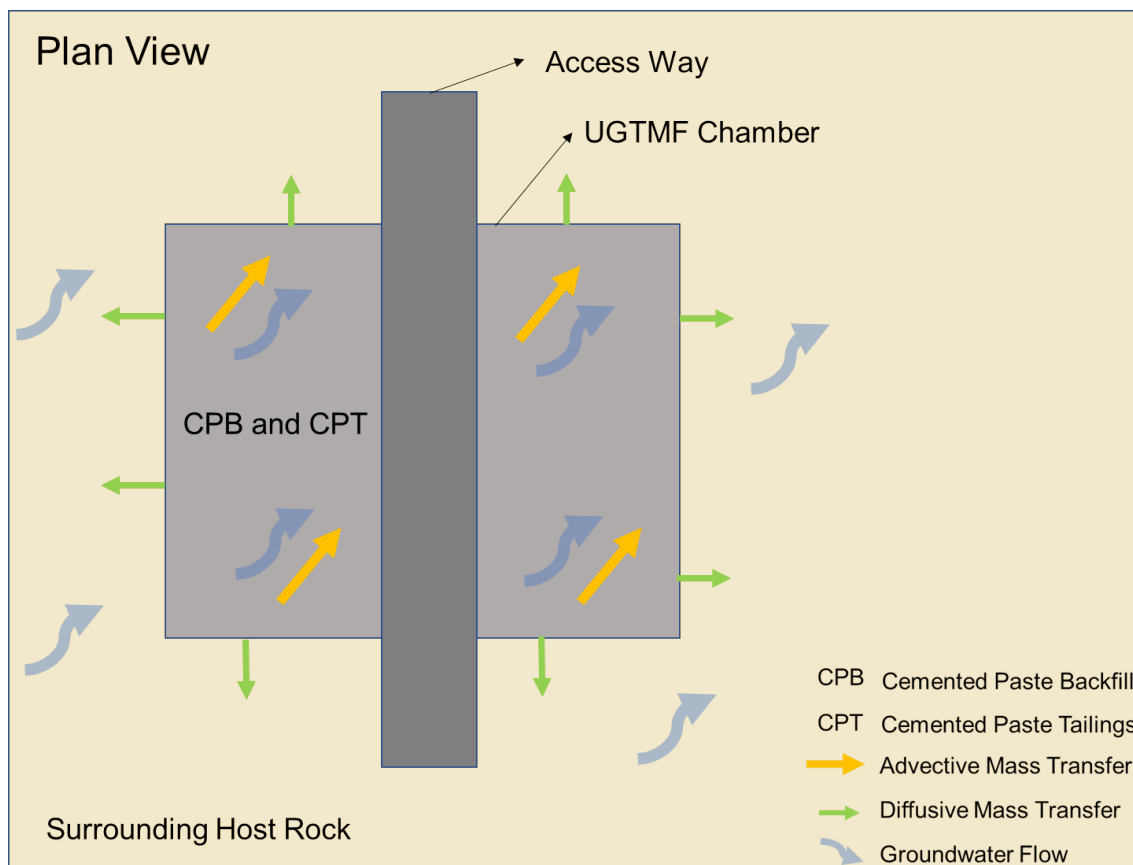 Plan View
Access Way
UGTMF Chamber
CPB and CPT
CPB Cemented Paste Backfill
CPT Cemented Paste Tailings
Advective Mass Transfer
Diffusive Mass Transfer
Surrounding Host Rock
Groundwater Flow